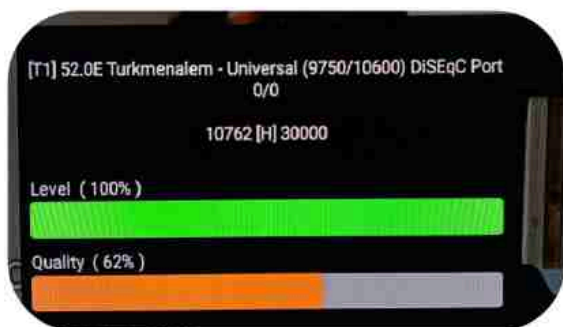 [T1] 52.0E Turkmenalem - Universal (9750/10600) DiSEqC Port
0/0
10762 [H] 30000
Level ( 100% )
Quality ( 62% )